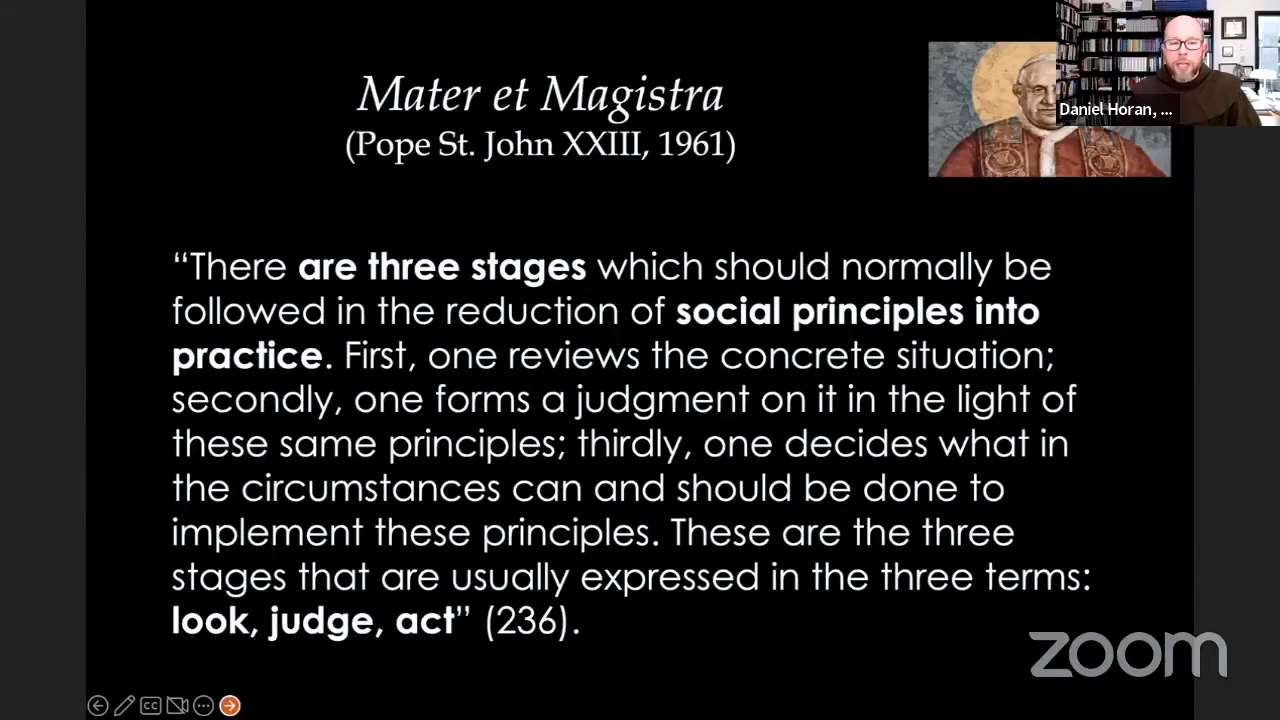 Mater et Magistra
(Pope St. John XXIII, 1961)
Daniel Horan, ...
“There are three stages which should normally be
followed in the reduction of social principles into
practice. First, one reviews the concrete situation;
secondly, one forms a judgment on it in the light of
these same principles; thirdly, one decides what in
the circumstances can and should be done to
implement these principles. These are the three
stages that are usually expressed in the three terms:
look, judge, act” (236).
zoom
CC